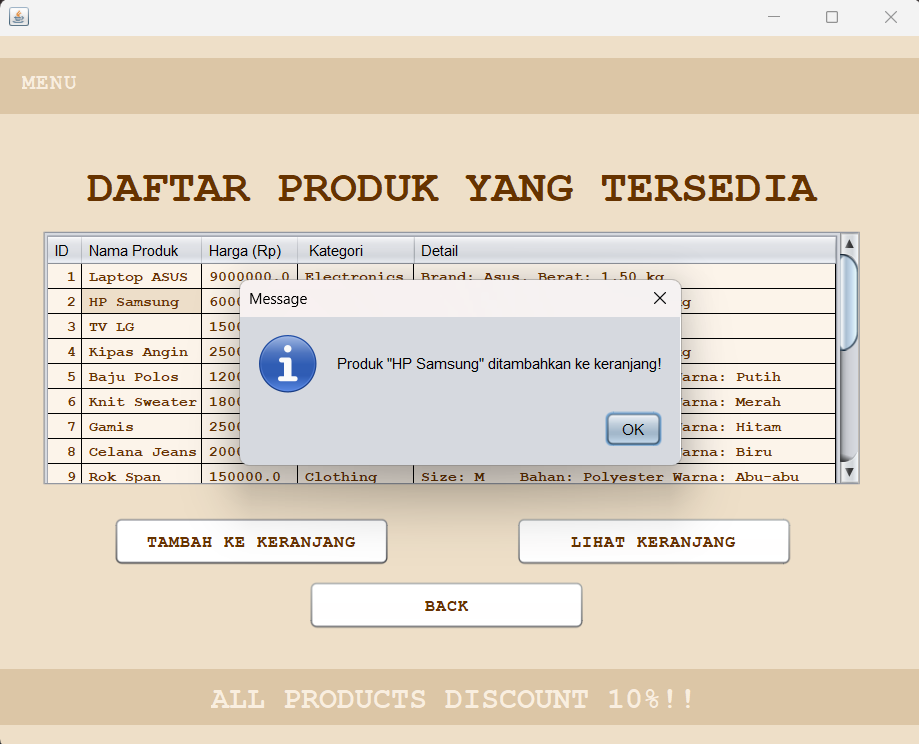 MENU
DAFTAR PRODUK YANG TERSEDIA
ID Nama Produk Harga (Rp) Kategori Detail
1 Laptop ASUS 9000000.0 Electronics Brand: Asus, Berat: 1.50 kg
2 HP Samsung 6000 g
3 TV LG 1500
4 Kipas Angin 2500 g
5 Baju Polos 1200 Warna: Putih
6 Knit Sweater 1800 Warna: Merah
7 Gamis 2500 Warna: Hitam
8 Celana Jeans 2000 Warna: Biru
9 Rok Span 150000.0 Clothing Size: M Bahan: Polyester Warna: Abu-abu
Message
Produk "HP Samsung" ditambahkan ke keranjang!
OK
TAMBAH KE KERANJANG LIHAT KERANJANG
BACK
ALL PRODUCTS DISCOUNT 10%!!